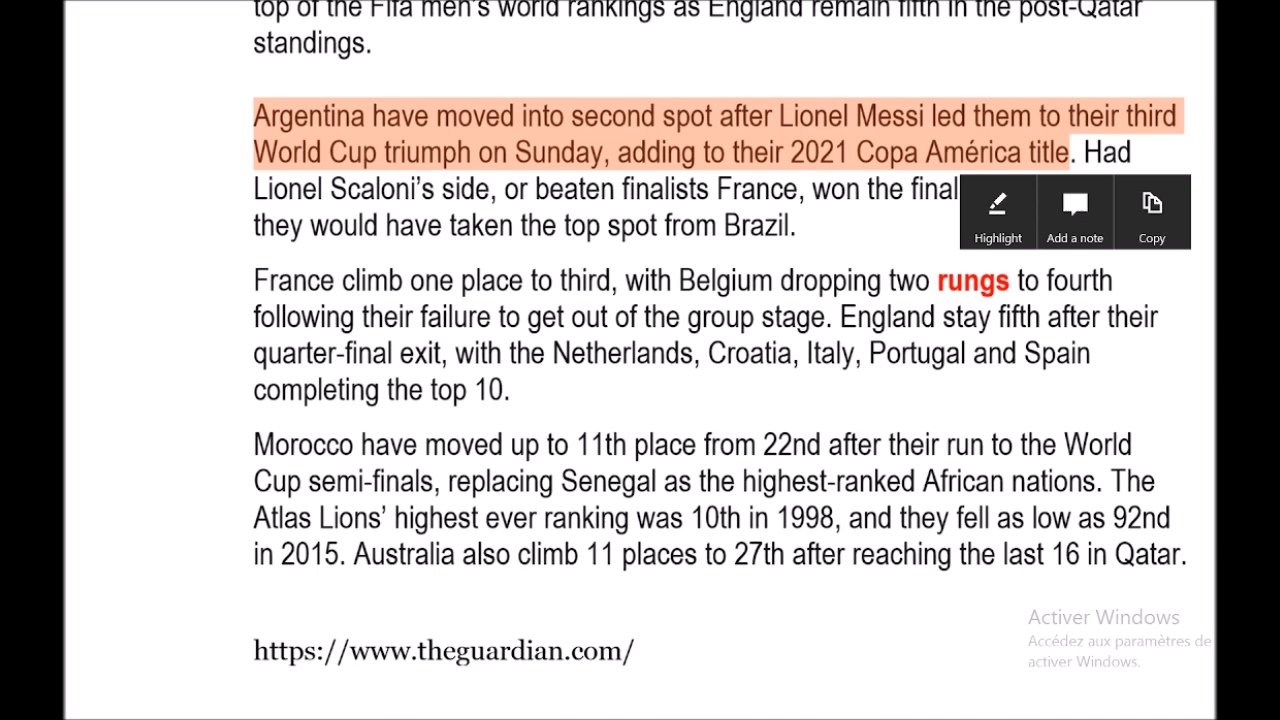 top of the Fifa men's world rankings as England remain fifth in the post-Qatar
standings.
Argentina have moved into second spot after Lionel Messi led them to their third
World Cup triumph on Sunday, adding to their 2021 Copa América title. Had
Lionel Scaloni's side, or beaten finalists France, won the final
they would have taken the top spot from Brazil.
Highlight
Add a note
Copy
France climb one place to third, with Belgium dropping two rungs to fourth
following their failure to get out of the group stage. England stay fifth after their
quarter-final exit, with the Netherlands, Croatia, Italy, Portugal and Spain
completing the top 10.
Morocco have moved up to 11th place from 22nd after their run to the World
Cup semi-finals, replacing Senegal as the highest-ranked African nations. The
Atlas Lions' highest ever ranking was 10th in 1998, and they fell as low as 92nd
in 2015. Australia also climb 11 places to 27th after reaching the last 16 in Qatar.
https://www.theguardian.com/
Activer Windows
Accédez aux paramètres de
activer Windows.